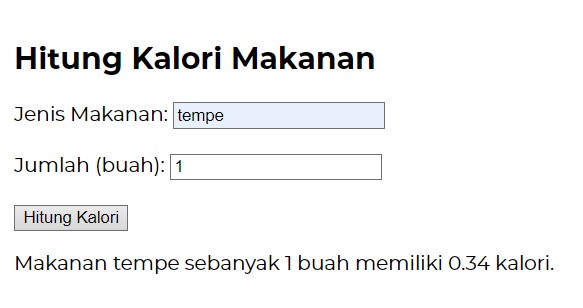 Hitung Kalori Makanan
Jenis Makanan: tempe
Jumlah (buah): 1
Hitung Kalori
Makanan tempe sebanyak 1 buah memiliki 0.34 kalori.